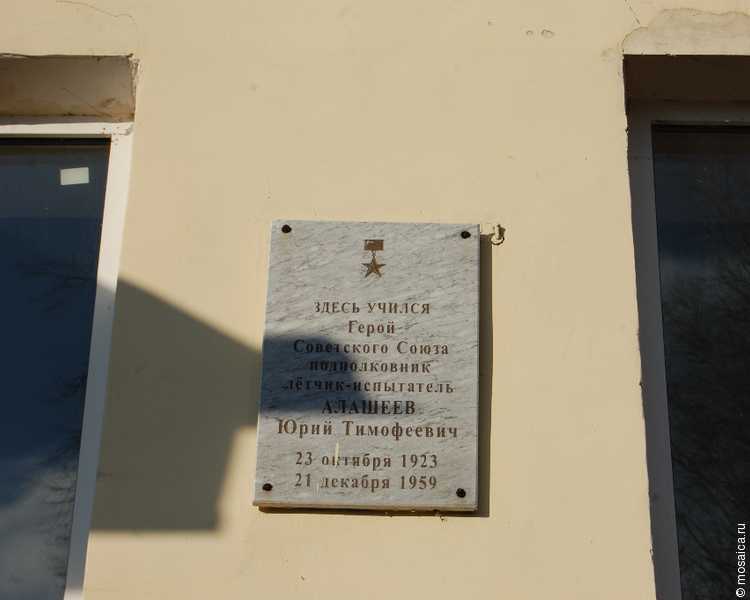 ЗДЕСЬ УЧИЛСЯ
Герой
Советского Союза
подполковник
лётчик-испытатель
АЛАШЕЕВ
Юрий Тимофеевич
23 октября 1923
21 декабря 1959
© mosaica.ru